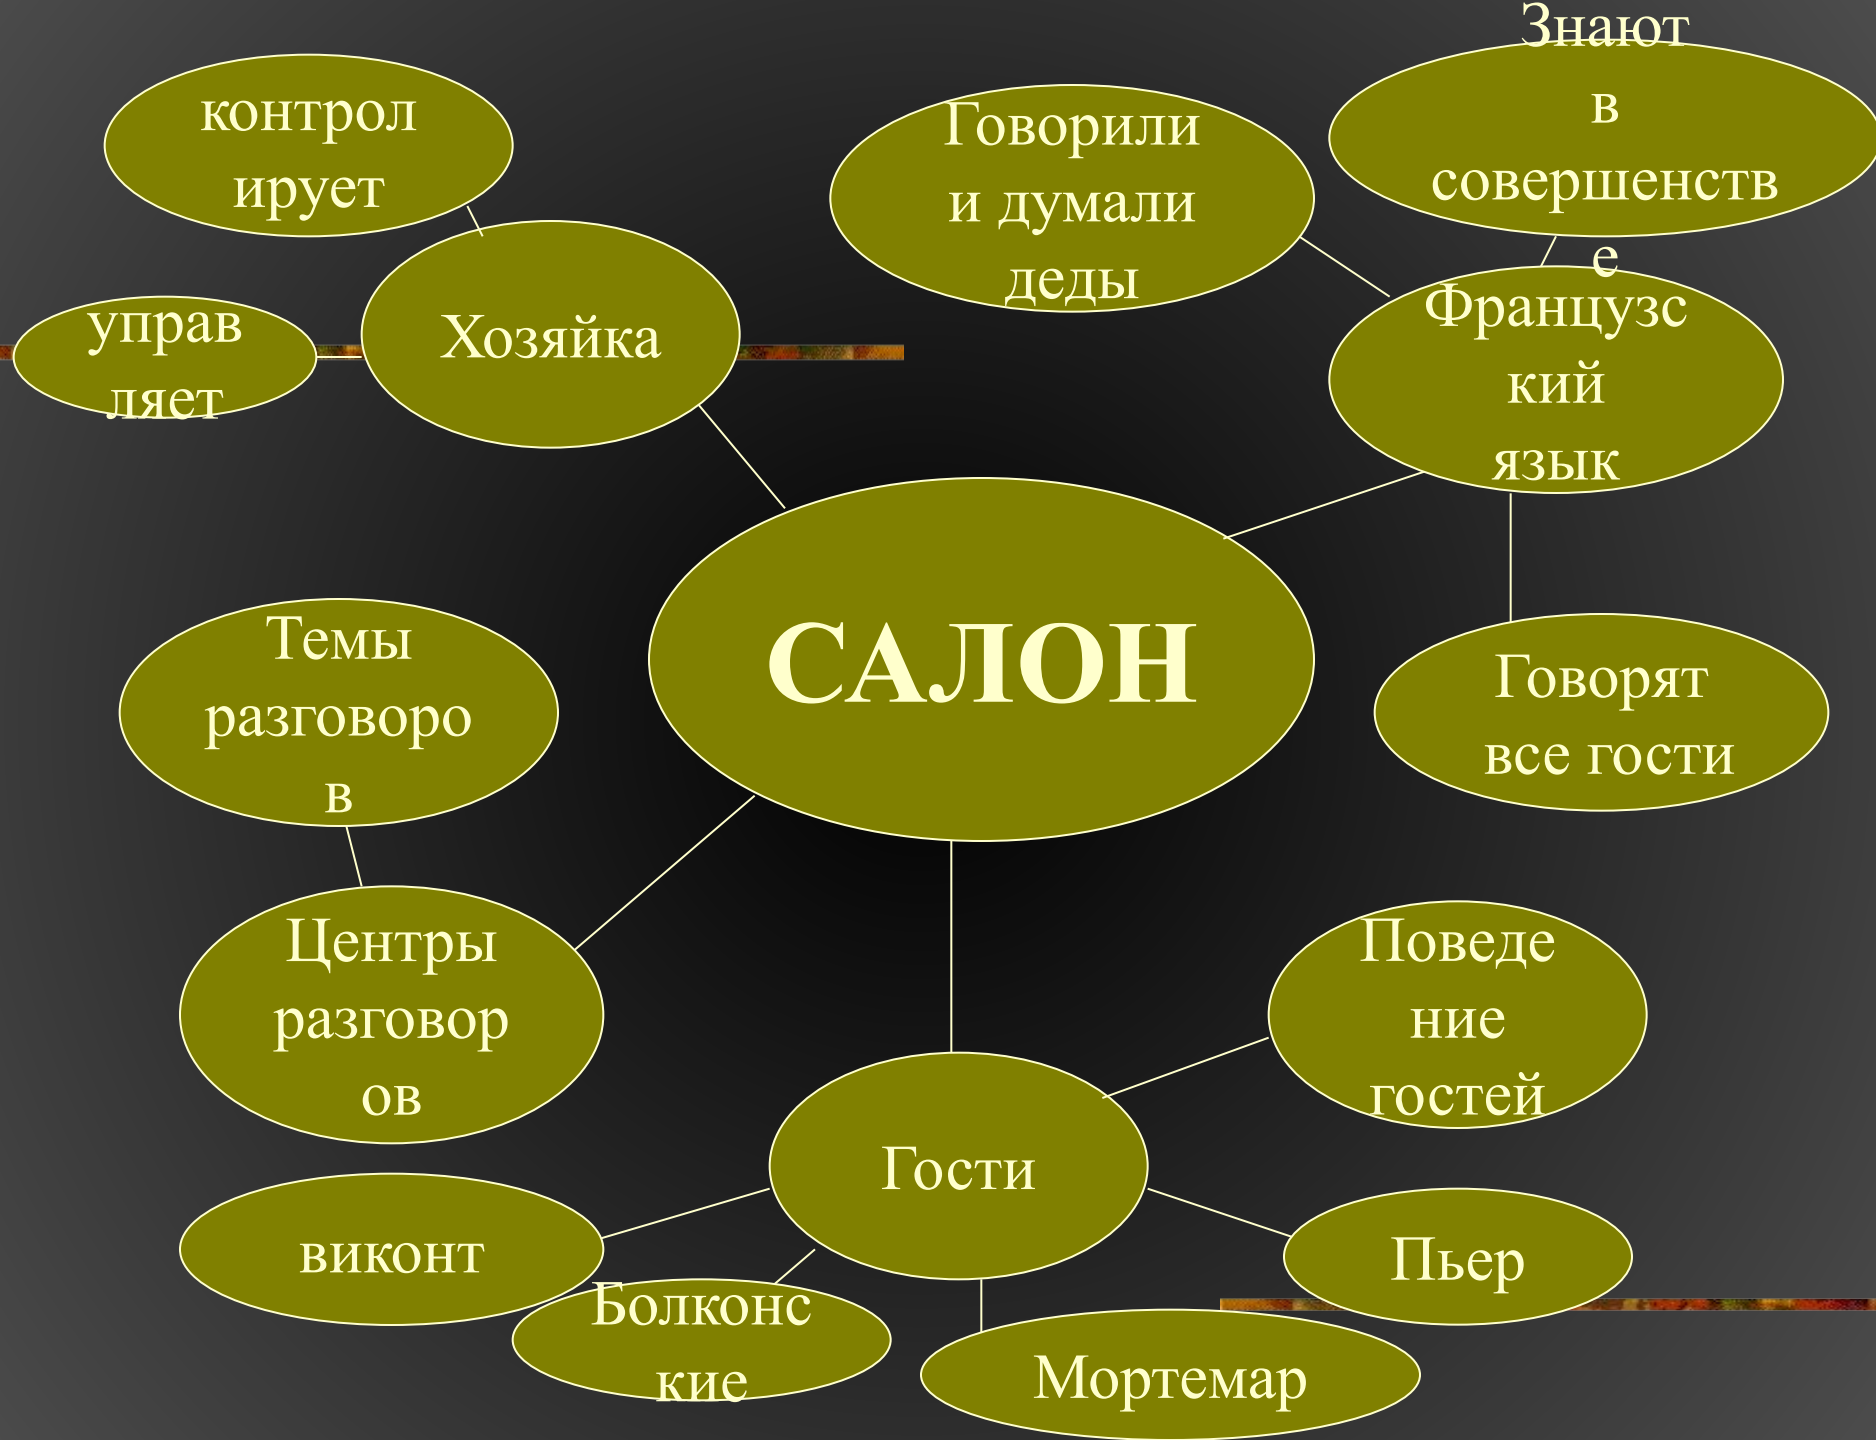 контрол
ирует
Говорили
и думали
деды
Знают
в
совершенств
е
управ
ляет
Хозяйка
Французс
кий
язык
САЛОН
Темы
разговоро
в
Говорят
все гости
Центры
разговор
ов
Поведе
ние
гостей
Гости
виконт
Пьер
Болконс
кие
Мортемар